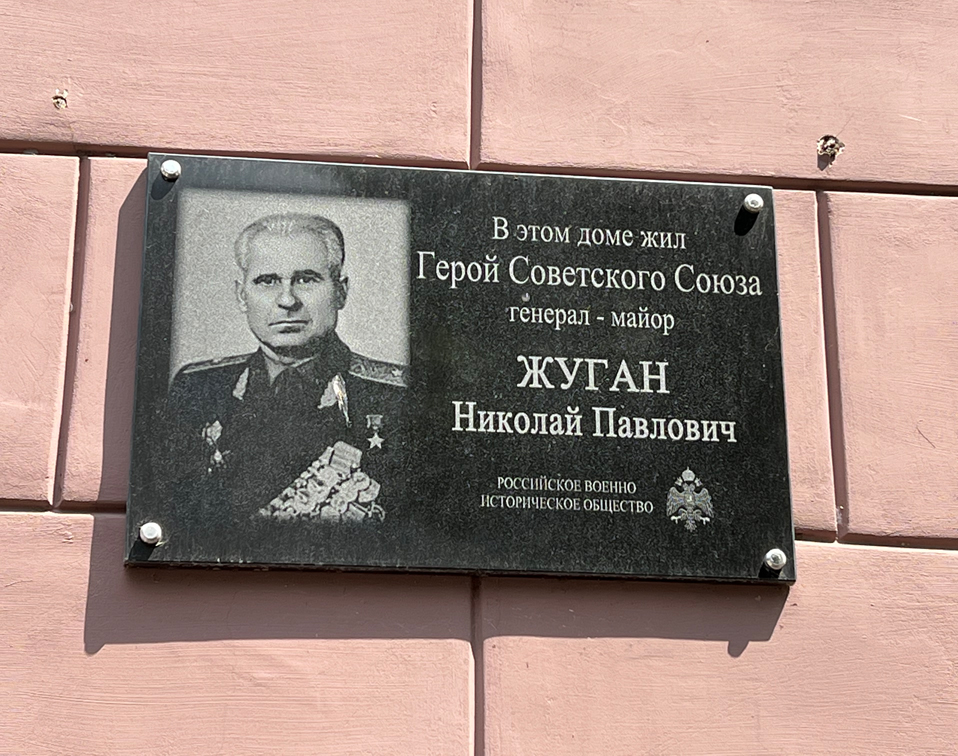 В этом доме жил
Герой Советского Союза
генерал - майор
ЖУГАН
Николай Павлович
РОССИЙСКОЕ ВОЕННО
ИСТОРИЧЕСКОЕ ОБЩЕСТВО